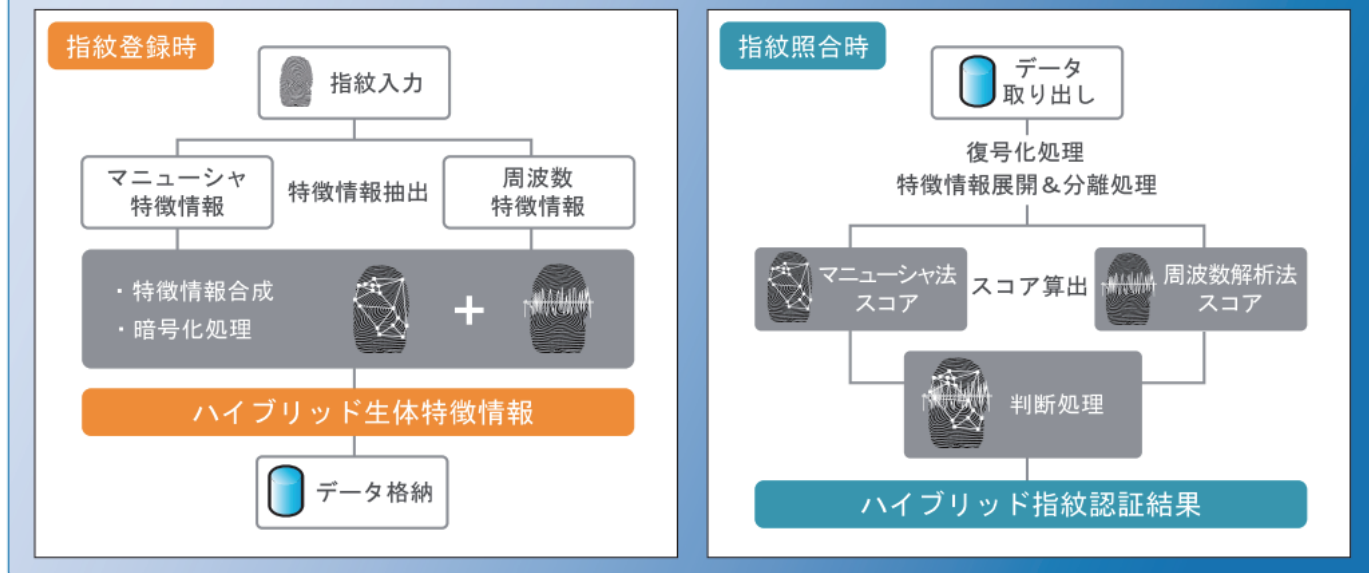 指紋登録時
指紋入力
マニューシャ
特徴情報
特徴情報抽出
周波数
特徴情報
・特徴情報合成
・暗号化処理
+
ハイブリッド生体特徴情報
データ格納
指紋照合時
データ
取り出し
復号化処理
特徴情報展開&分離処理
マニューシャ法
スコア
スコア算出
周波数解析法
スコア
判断処理
ハイブリッド指紋認証結果